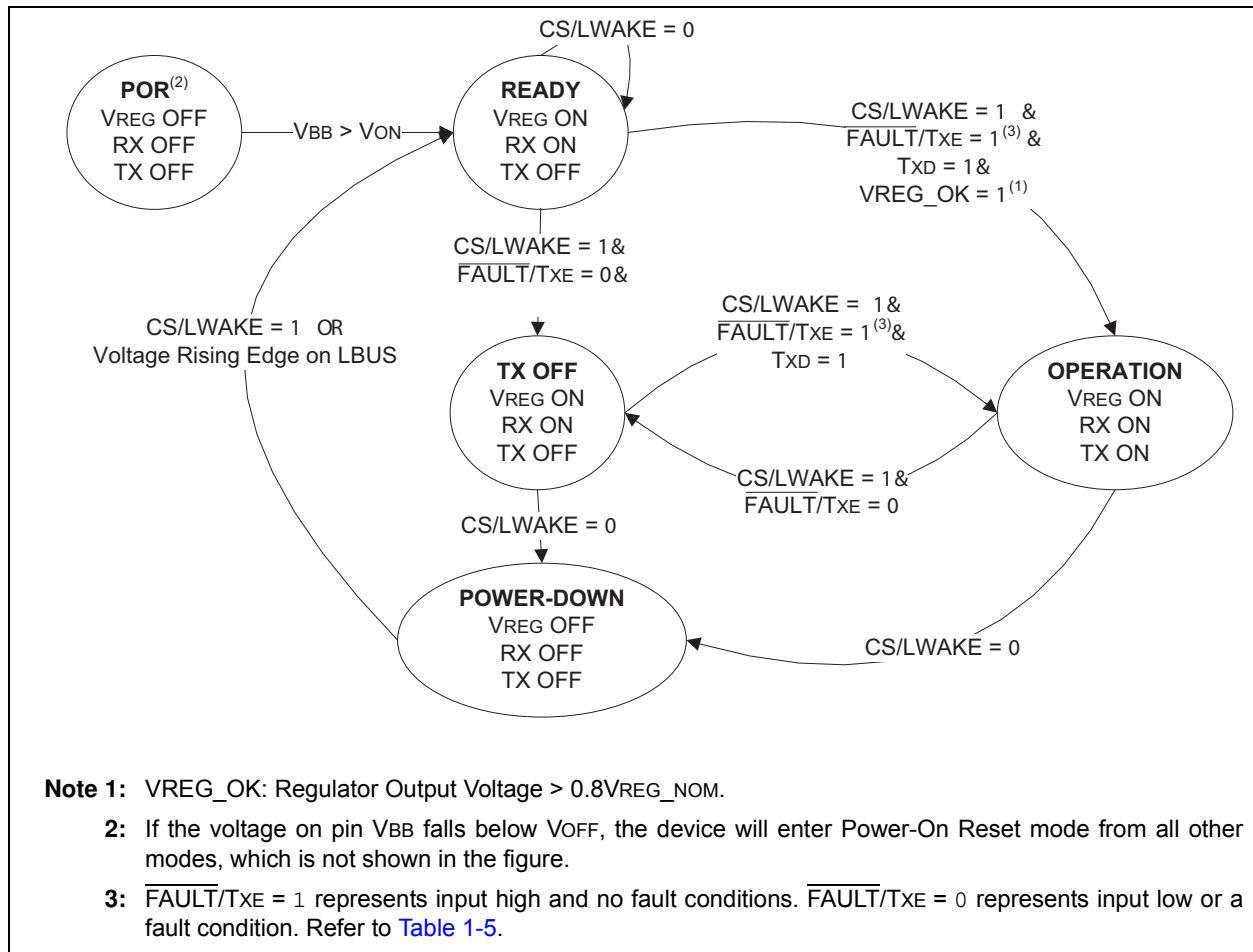 CS/LWAKE = 0
POR(2)
VREG OFF
RX OFF
TX OFF
VBB > VON
READY
VREG ON
RX ON
TX OFF
CS/LWAKE = 1 &
FAULT/TXE = 1(3) &
TXD = 1&
VREG_OK = 1(1)
CS/LWAKE = 1&
FAULT/TXE = 0&
CS/LWAKE = 1 OR
Voltage Rising Edge on LBUS
CS/LWAKE = 1&
FAULT/TXE = 1(3)&
TXD = 1
TX OFF
VREG ON
RX ON
TX OFF
OPERATION
VREG ON
RX ON
TX ON
CS/LWAKE = 1&
FAULT/TXE = 0
CS/LWAKE = 0
POWER-DOWN
VREG OFF
RX OFF
TX OFF
CS/LWAKE = 0
Note 1: VREG_OK: Regulator Output Voltage > 0.8VREG_NOM.
2: If the voltage on pin VBB falls below VOFF, the device will enter Power-On Reset mode from all other
modes, which is not shown in the figure.
3: FAULT/TXE = 1 represents input high and no fault conditions. FAULT/TXE = 0 represents input low or a
fault condition. Refer to Table 1-5.